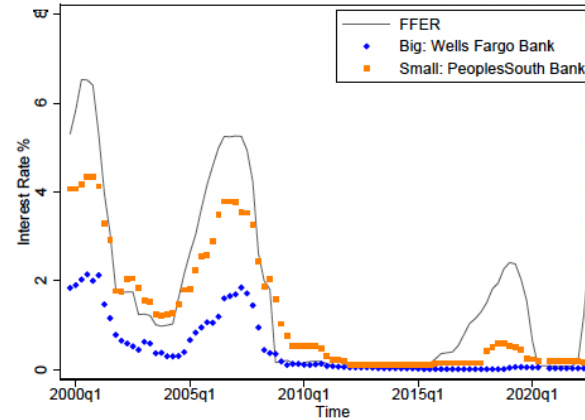 FFER
Big: Wells Fargo Bank
Small: PeoplesSouth Bank
Interest Rate %
6
4
2
0
2000q1 2005q1 2010q1 2015q1 2020q1
Time